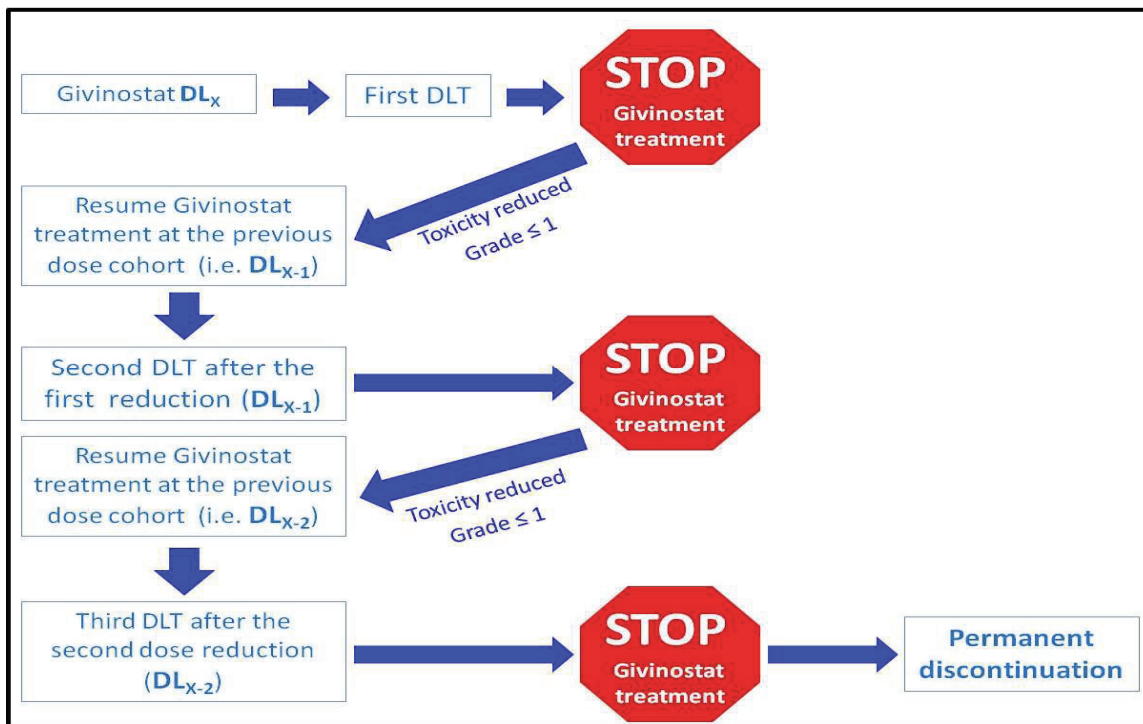 Givinostat DLX
First DLT
STOP
Givinostat
treatment
Toxicity reduced
Grade ≤ 1
Resume Givinostat
treatment at the previous
dose cohort (i.e. DLX-1)
Second DLT after the
first reduction (DLX-1)
STOP
Givinostat
treatment
Toxicity reduced
Grade ≤ 1
Resume Givinostat
treatment at the previous
dose cohort (i.e. DLX-2)
Third DLT after the
second dose reduction
(DLX-2)
STOP
Givinostat
treatment
Permanent
discontinuation